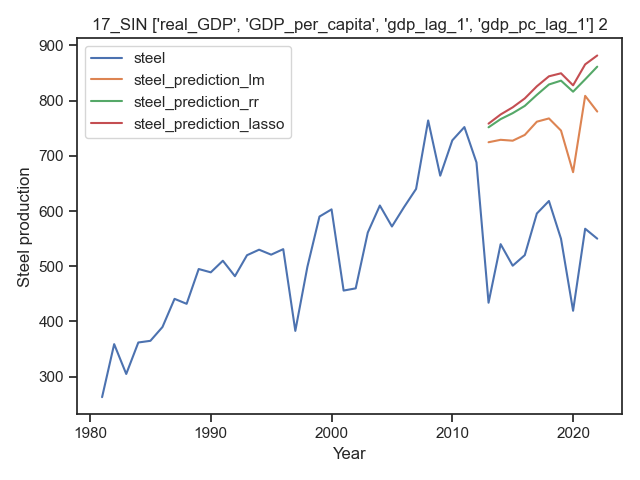 17_SIN ['real_GDP', 'GDP_per_capita', 'gdp_lag_1', 'gdp_pc_lag_1'] 2
steel
steel_prediction_lm
steel_prediction_rr
steel_prediction_lasso
Steel production
900
800
700
600
500
400
300
1980
1990
2000
2010
2020
Year